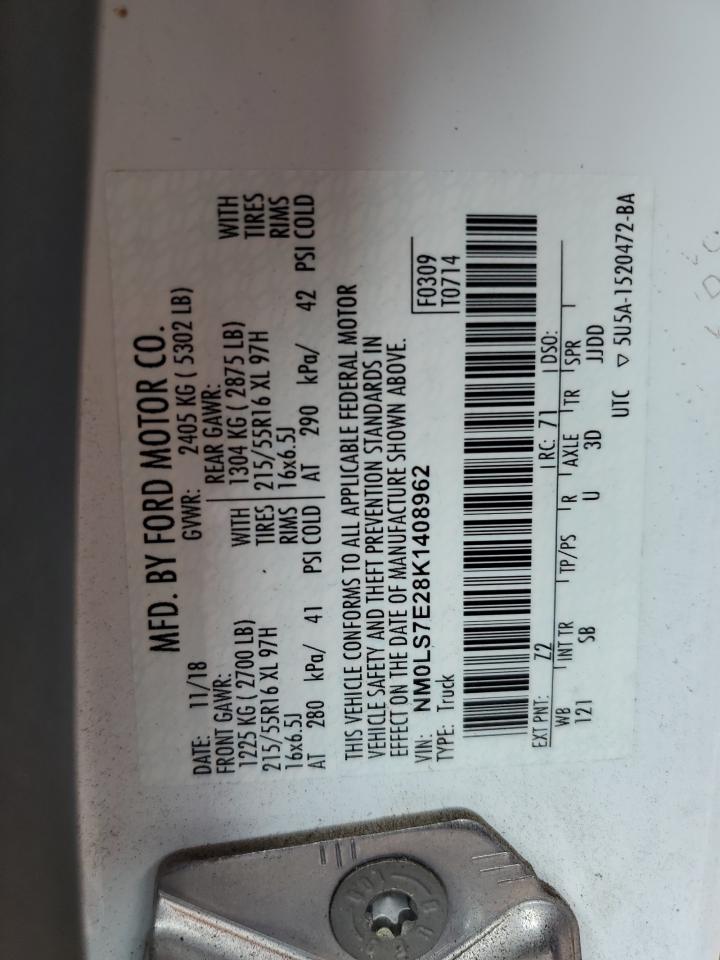 MFD. BY FORD MOTOR CO.
DATE: 11/18 GVWR: 2405 KG ( 5302 LB)
FRONT GAWR: REAR GAWR:
1225 KG ( 2700 LB) WITH 1304 KG ( 2875 LB) WITH
215/55R16 XL 97H TIRES 215/55R16 XL 97H TIRES
16x6.5J RIMS 16x6.5J RIMS
AT 280 kPa/ 41 PSI COLD AT 290 kPa/ 42 PSI COLD
THIS VEHICLE CONFORMS TO ALL APPLICABLE FEDERAL MOTOR
VEHICLE SAFETY AND THEFT PREVENTION STANDARDS IN
EFFECT ON THE DATE OF MANUFACTURE SHOWN ABOVE.
VIN: NM0LS7E28K1408962 F0309
TYPE: Truck T0714
EXT PNT: Z2 RC: 71 DSO:
WB INT TR TP/PS R AXLE TR SPR
121 SB U 3D JJDD
UTC ▽ 5U5A-1520472-BA